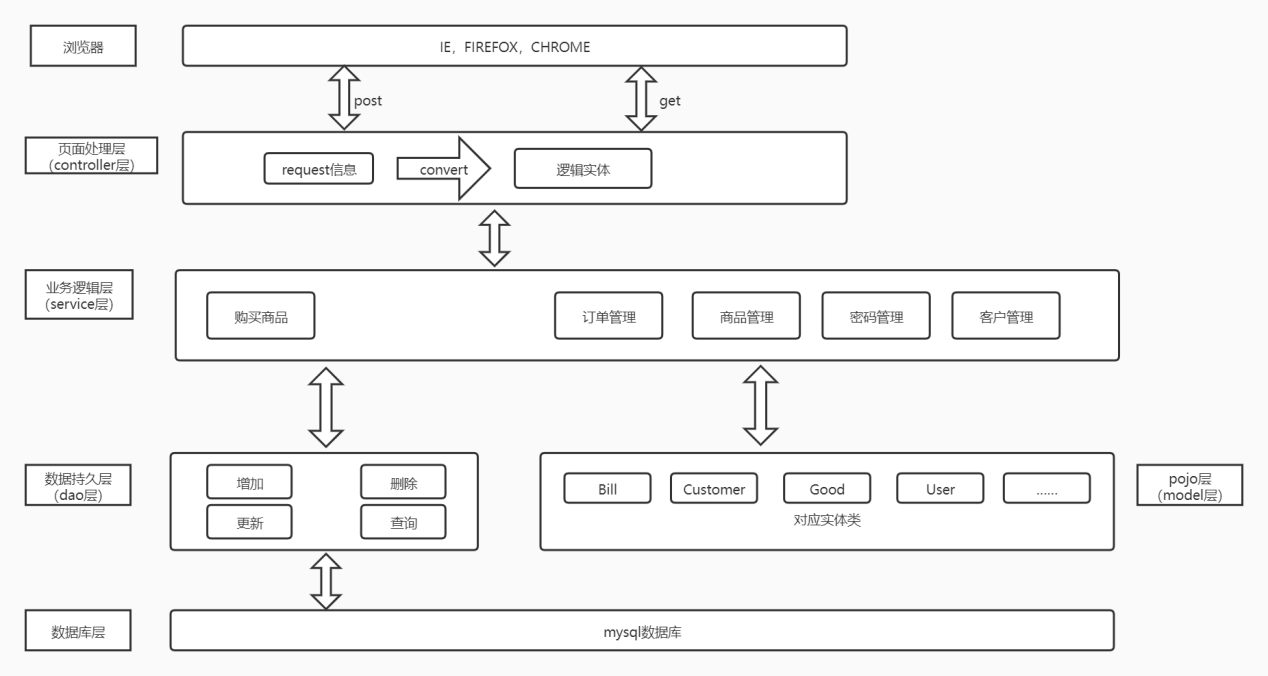 浏览器
IE，FIREFOX，CHROME
post
get
页面处理层
(controller层)
request信息
convert
逻辑实体
业务逻辑层
(service层)
购买商品
订单管理
商品管理
密码管理
客户管理
数据持久层
(dao层)
增加
删除
更新
查询
Bill
Customer
Good
User
......
对应实体类
pojo层
(model层)
数据库层
mysql数据库